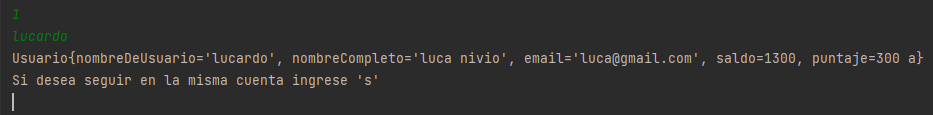 1
lucardo
Usuario{nombreDeUsuario='lucardo', nombreCompleto='luca nivio', email='luca@gmail.com', saldo=1300, puntaje=300 a}
Si desea seguir en la misma cuenta ingrese 's'